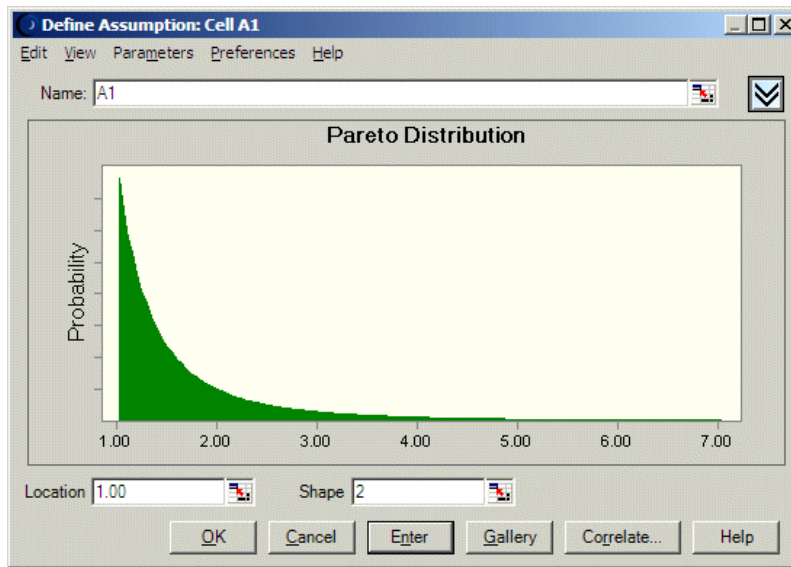 Define Assumption: Cell A1
Edit View Parameters Preferences Help
Name: A1
Pareto Distribution
Probability
1.00 2.00 3.00 4.00 5.00 6.00 7.00
Location 1.00 Shape 2
OK Cancel Enter Gallery Correlate... Help